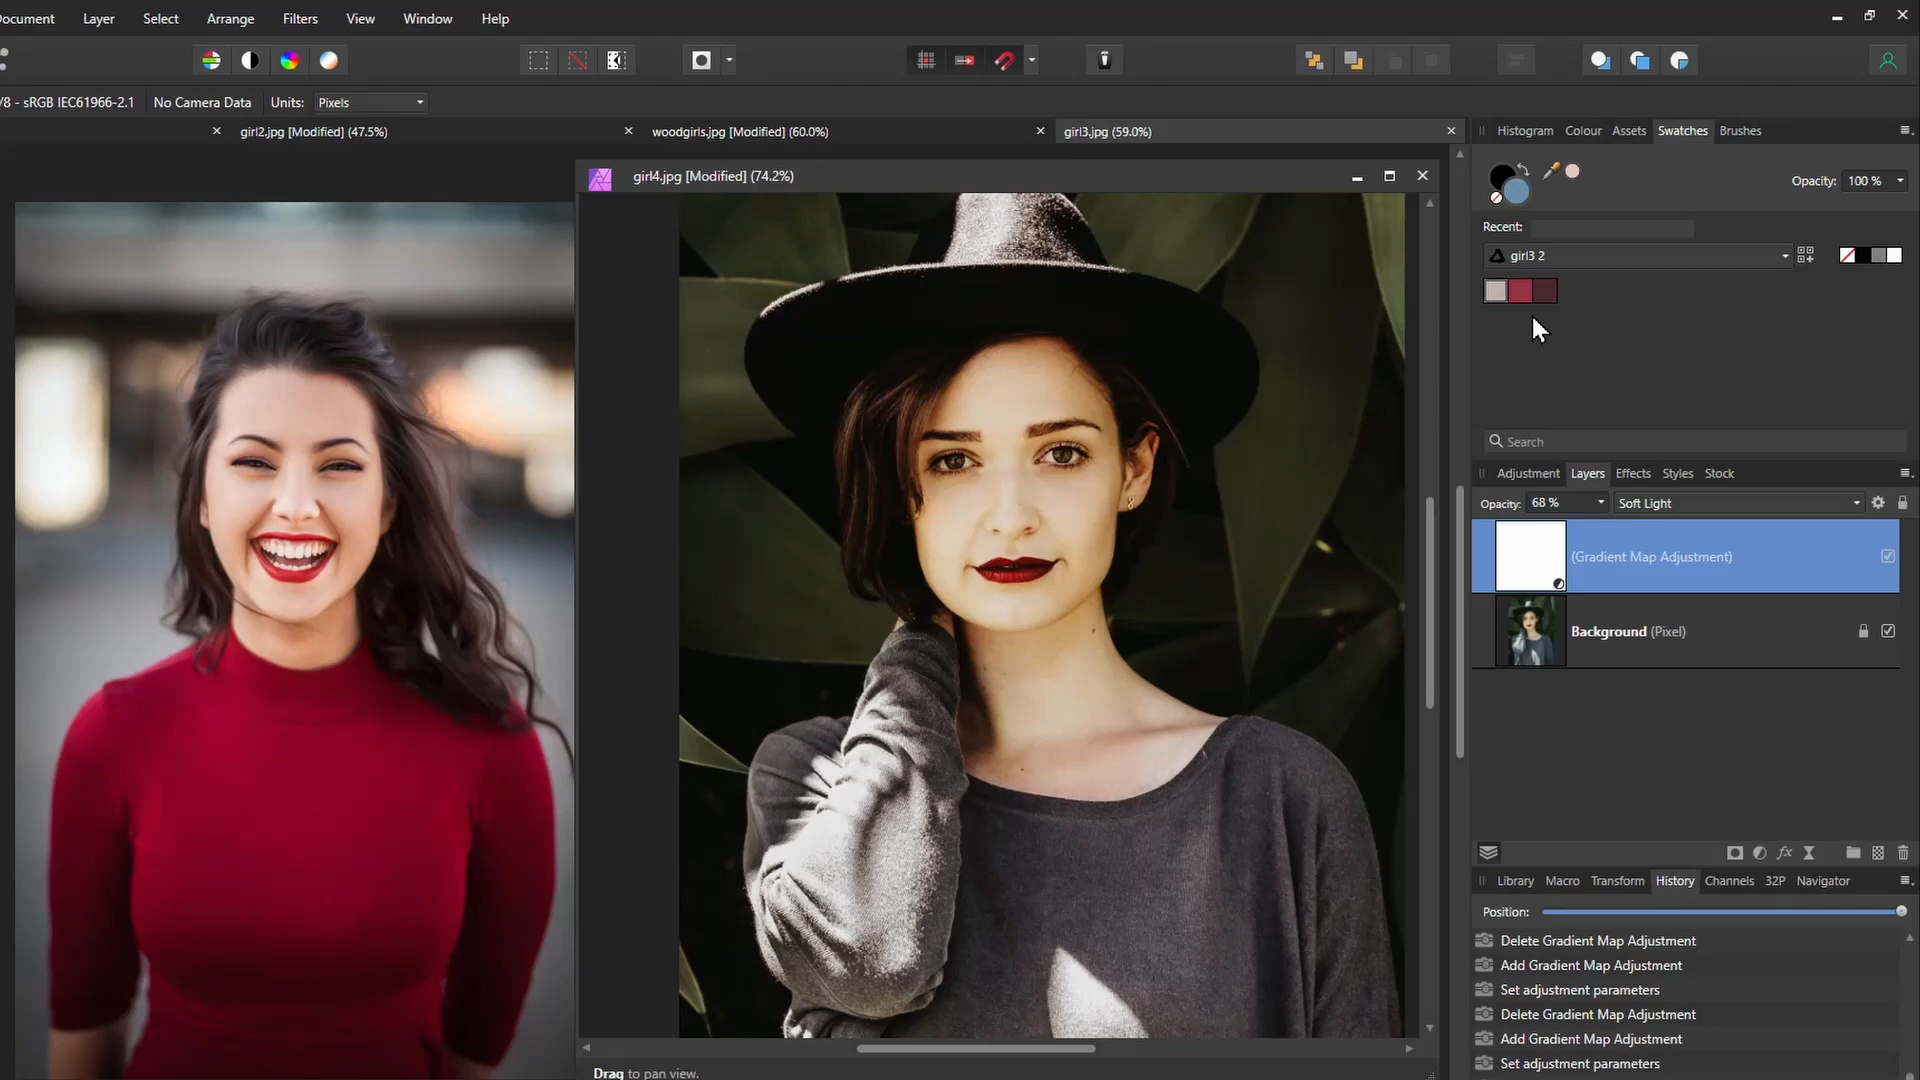 ocument Layer Select Arrange Filters View Window Help
/8 - sRGB IEC61966-2.1 No Camera Data Units: Pixels
girl2.jpg [Modified] (47.5%) woodgirls.jpg [Modified] (60.0%) girl3.jpg (59.0%)
Histogram Colour Assets Swatches Brushes
girl4.jpg [Modified] (74.2%)
Opacity: 100 %
Recent:
girl3 2
Search
Adjustment Layers Effects Styles Stock
Opacity: 68 % Soft Light
(Gradient Map Adjustment)
Background (Pixel)
fx
Library Macro Transform History Channels 32P Navigator
Position:
Delete Gradient Map Adjustment
Add Gradient Map Adjustment
Set adjustment parameters
Delete Gradient Map Adjustment
Add Gradient Map Adjustment
Set adjustment parameters
Drag to pan view.